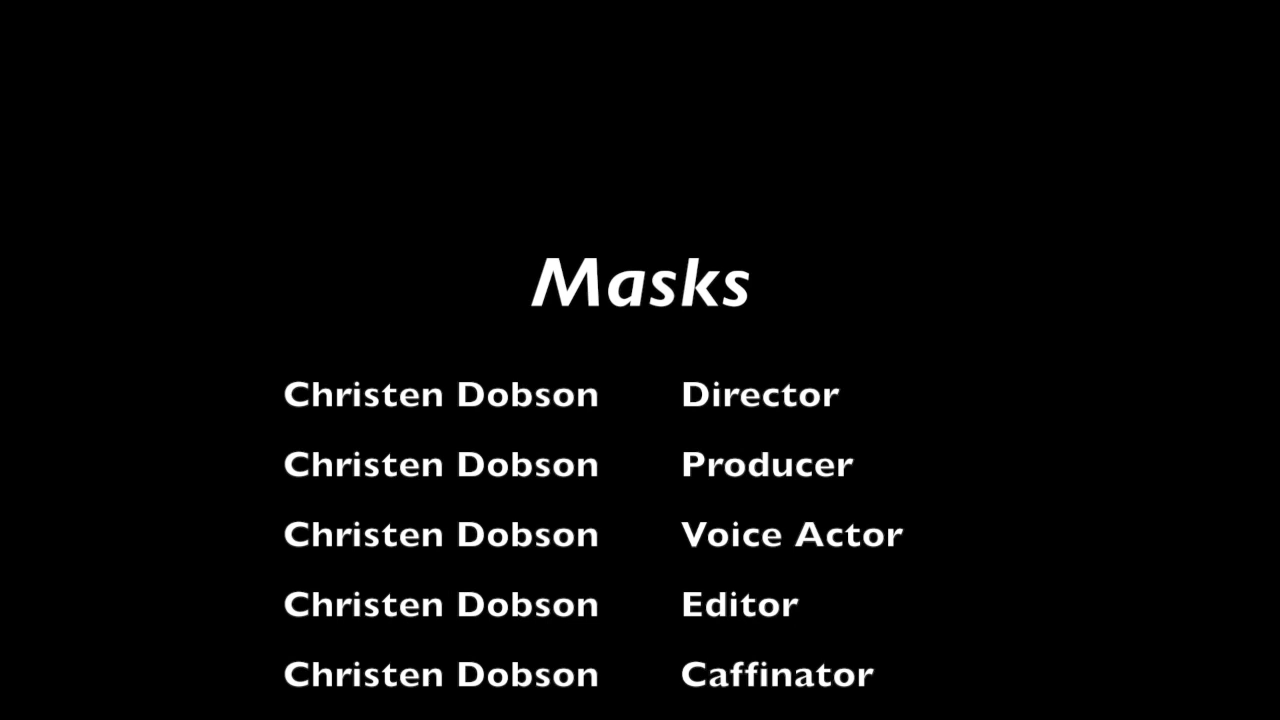 Masks
Christen Dobson Director
Christen Dobson Producer
Christen Dobson Voice Actor
Christen Dobson Editor
Christen Dobson Caffinator